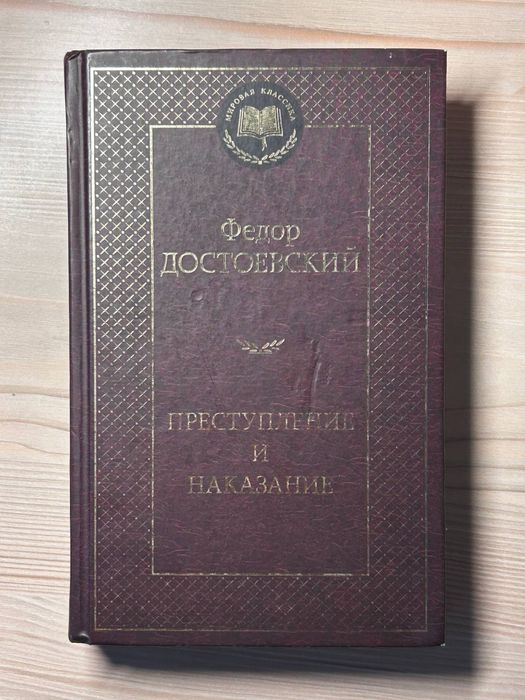 МИРОВАЯ КЛАССИКА
Федор
ДОСТОЕВСКИЙ
ПРЕСТУПЛЕНИЕ
И
НАКАЗАНИЕ